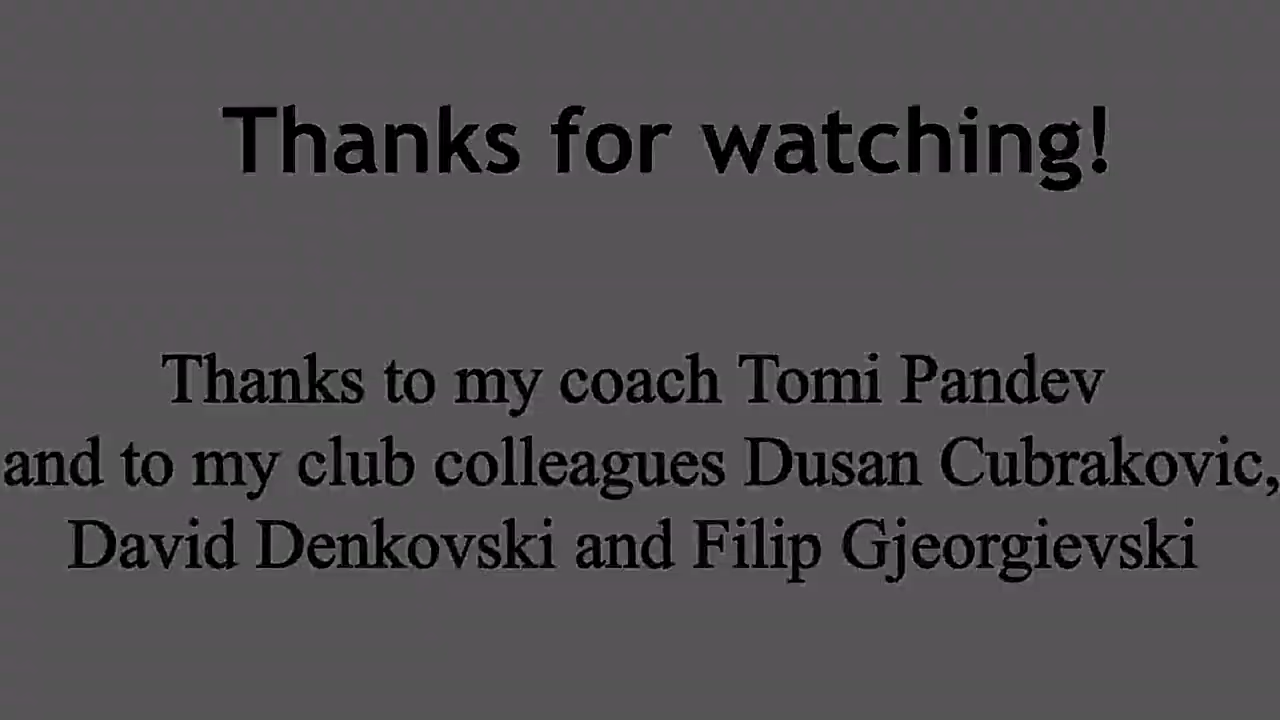 Thanks for watching!
Thanks to my coach Tomi Pandev
and to my club colleagues Dusan Cubrakovic,
David Denkovski and Filip Gjeorgievski